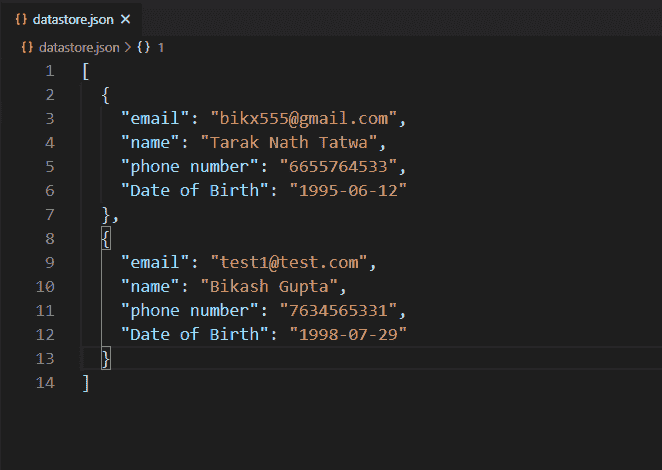 {} datastore.json ×
{} datastore.json > {} 1
1 [
2 {
3 "email": "bikx555@gmail.com",
4 "name": "Tarak Nath Tatwa",
5 "phone number": "6655764533",
6 "Date of Birth": "1995-06-12"
7 },
8 {
9 "email": "test1@test.com",
10 "name": "Bikash Gupta",
11 "phone number": "7634565331",
12 "Date of Birth": "1998-07-29"
13 }
14 ]